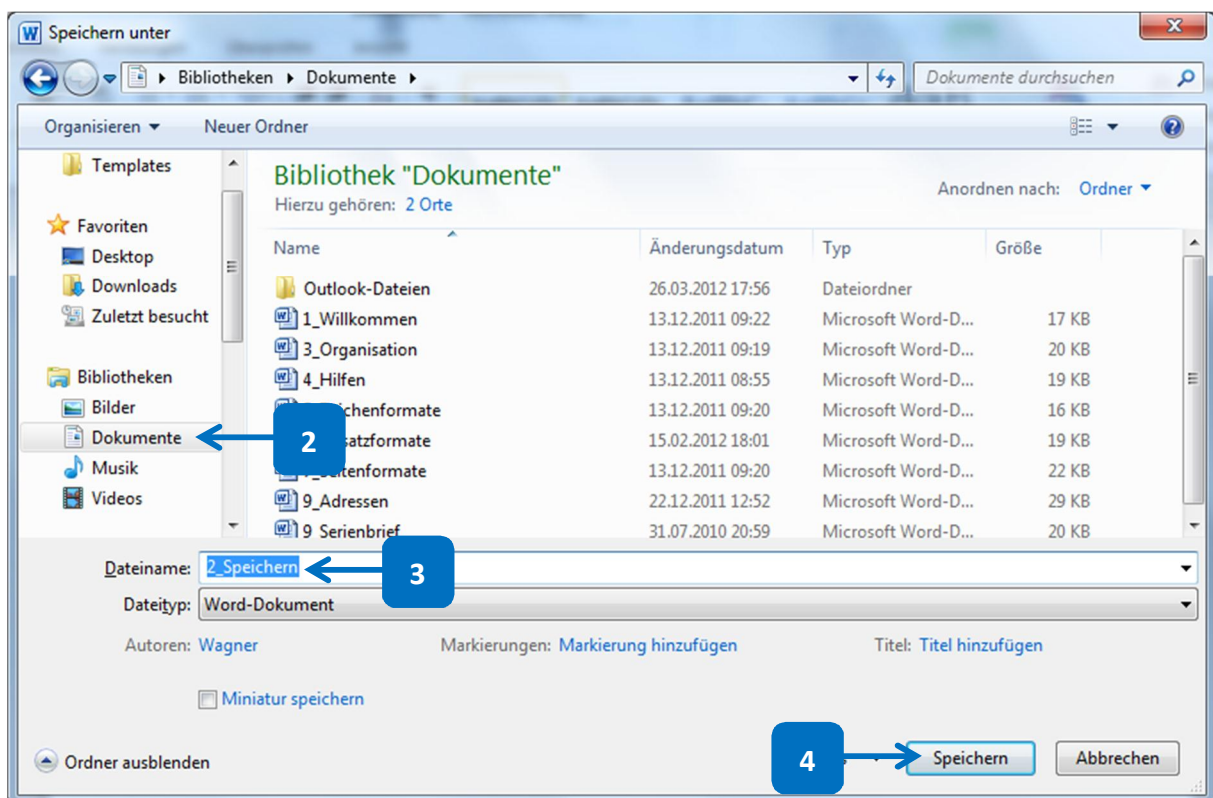 Speichern unter
Bibliotheken Dokumente
Dokumente durchsuchen
Organisieren Neuer Ordner
Templates
Favoriten
Desktop
Downloads
Zuletzt besucht
Bibliotheken
Bilder
Dokumente
Musik
Videos
Bibliothek "Dokumente"
Hierzu gehören: 2 Orte
Anordnen nach: Ordner
Name Änderungsdatum Typ Größe
Outlook-Dateien 26.03.2012 17:56 Dateiordner
1_Willkommen 13.12.2011 09:22 Microsoft Word-D... 17 KB
3_Organisation 13.12.2011 09:19 Microsoft Word-D... 20 KB
4_Hilfen 13.12.2011 08:55 Microsoft Word-D... 19 KB
chenformate 13.12.2011 09:20 Microsoft Word-D... 16 KB
satzformate 15.02.2012 18:01 Microsoft Word-D... 19 KB
eitenformate 13.12.2011 09:20 Microsoft Word-D... 22 KB
9_Adressen 22.12.2011 12:52 Microsoft Word-D... 29 KB
9_Serienbrief 31.07.2010 20:59 Microsoft Word-D... 20 KB
2
Dateiname: 2_Speichern
3
Dateityp: Word-Dokument
Autoren: Wagner Markierungen: Markierung hinzufügen Titel: Titel hinzufügen
Miniatur speichern
Ordner ausblenden
4
Speichern Abbrechen